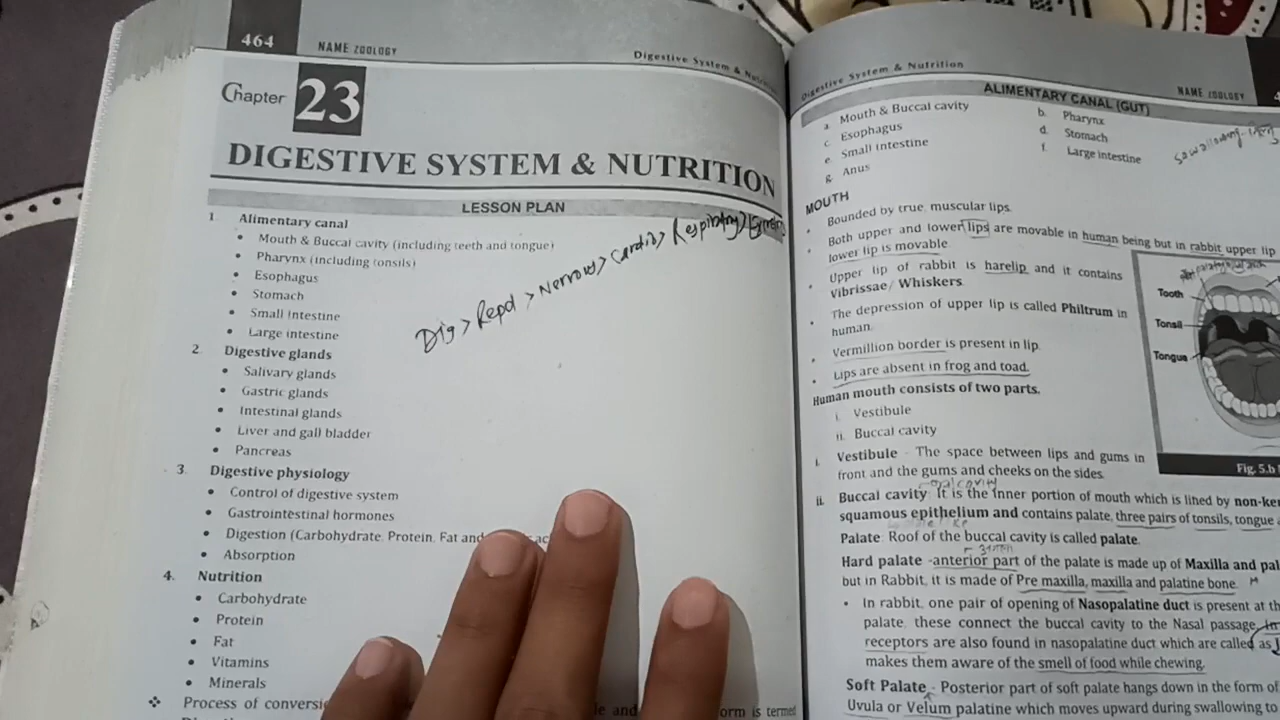 464 NAME ZOOLOGY Digestive System &
Chapter 23
DIGESTIVE SYSTEM & NUTRITION
LESSON PLAN
1. Alimentary canal
• Mouth & Buccal cavity (including teeth and tongue)
• Pharynx (including tonsils)
• Esophagus
• Stomach
• Small Intestine
• Large intestine
Dig > Repd > Nervous > Cardio > Respiratory >
2. Digestive glands
• Salivary glands
• Gastric glands
• Intestinal glands
• Liver and gall bladder
• Pancreas
3. Digestive physiology
• Control of digestive system
• Gastrointestinal hormones
• Digestion (Carbohydrate, Protein, Fat and
• Absorption
4. Nutrition
• Carbohydrate
• Protein
• Fat
• Vitamins
• Minerals
❖ Process of and orm is termed
Digestive System & Nutrition NAME ZOOLOGY
ALIMENTARY CANAL (GUT)
a. Mouth & Buccal cavity b. Pharynx
c. Esophagus d. Stomach
e. Small intestine f. Large intestine
g. Anus
MOUTH
• Bounded by true, muscular lips.
• Both upper and lower lips are movable in human being but in rabbit upper lip
lower lip is movable.
• Upper lip of rabbit is harelip and it contains
Vibrissae/ Whiskers.
• The depression of upper lip is called Philtrum in
human.
• Vermillion border is present in lip.
• Lips are absent in frog and toad.
Tooth
Tonsil
Tongue
Fig. 5.b
Human mouth consists of two parts.
i. Vestibule
ii. Buccal cavity
i. Vestibule - The space between lips and gums in
front and the gums and cheeks on the sides.
oral cavity
ii. Buccal cavity: It is the inner portion of mouth which is lined by non-ke
squamous epithelium and contains palate, three pairs of tonsils, tongue
Palate: Roof of the buccal cavity is called palate.
Hard palate -anterior part of the palate is made up of Maxilla and pal
but in Rabbit, it is made of Pre maxilla, maxilla and palatine bone.
• In rabbit, one pair of opening of Nasopalatine duct is present at th
palate, these connect the buccal cavity to the Nasal passage,
receptors are also found in nasopalatine duct which are called as
makes them aware of the smell of food while chewing.
Soft Palate - Posterior part of soft palate hangs down in the form of
Uvula or Velum palatine which moves upward during swallowing to